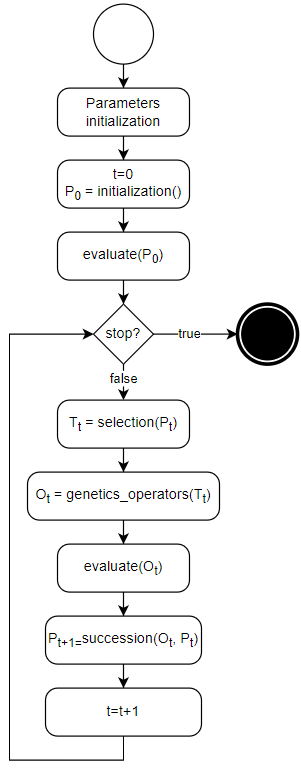 Parameters
initialization
t=0
P0 = initialization()
evaluate(P0)
stop?
true
false
Tt = selection(Pt)
Ot = genetics_operators(Tt)
evaluate(Ot)
Pt+1=succession(Ot, Pt)
t=t+1